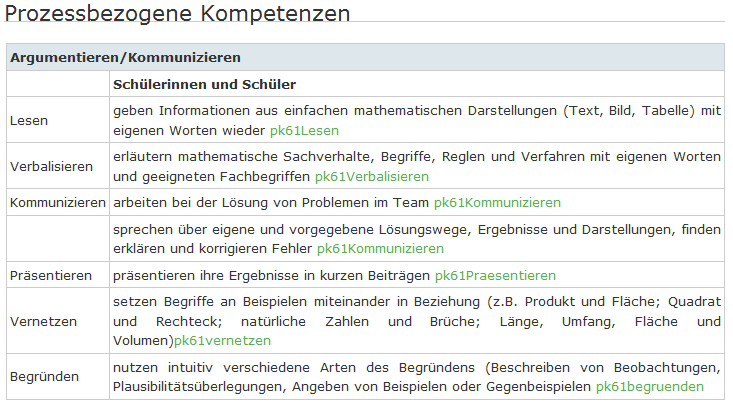 Prozessbezogene Kompetenzen
Argumentieren/Kommunizieren
Schülerinnen und Schüler
Lesen
geben Informationen aus einfachen mathematischen Darstellungen (Text, Bild, Tabelle) mit
eigenen Worten wieder pk61Lesen
Verbalisieren
erläutern mathematische Sachverhalte, Begriffe, Reglen und Verfahren mit eigenen Worten
und geeigneten Fachbegriffen pk61Verbalisieren
Kommunizieren arbeiten bei der Lösung von Problemen im Team pk61Kommunizieren
sprechen über eigene und vorgegebene Lösungswege, Ergebnisse und Darstellungen, finden
erklären und korrigieren Fehler pk61Kommunizieren
Präsentieren präsentieren ihre Ergebnisse in kurzen Beiträgen pk61Praesentieren
Vernetzen
setzen Begriffe an Beispielen miteinander in Beziehung (z.B. Produkt und Fläche; Quadrat
und Rechteck; natürliche Zahlen und Brüche; Länge, Umfang, Fläche und
Volumen)pk61vernetzen
Begründen
nutzen intuitiv verschiedene Arten des Begründens (Beschreiben von Beobachtungen,
Plausibilitätsüberlegungen, Angeben von Beispielen oder Gegenbeispielen pk61begruenden